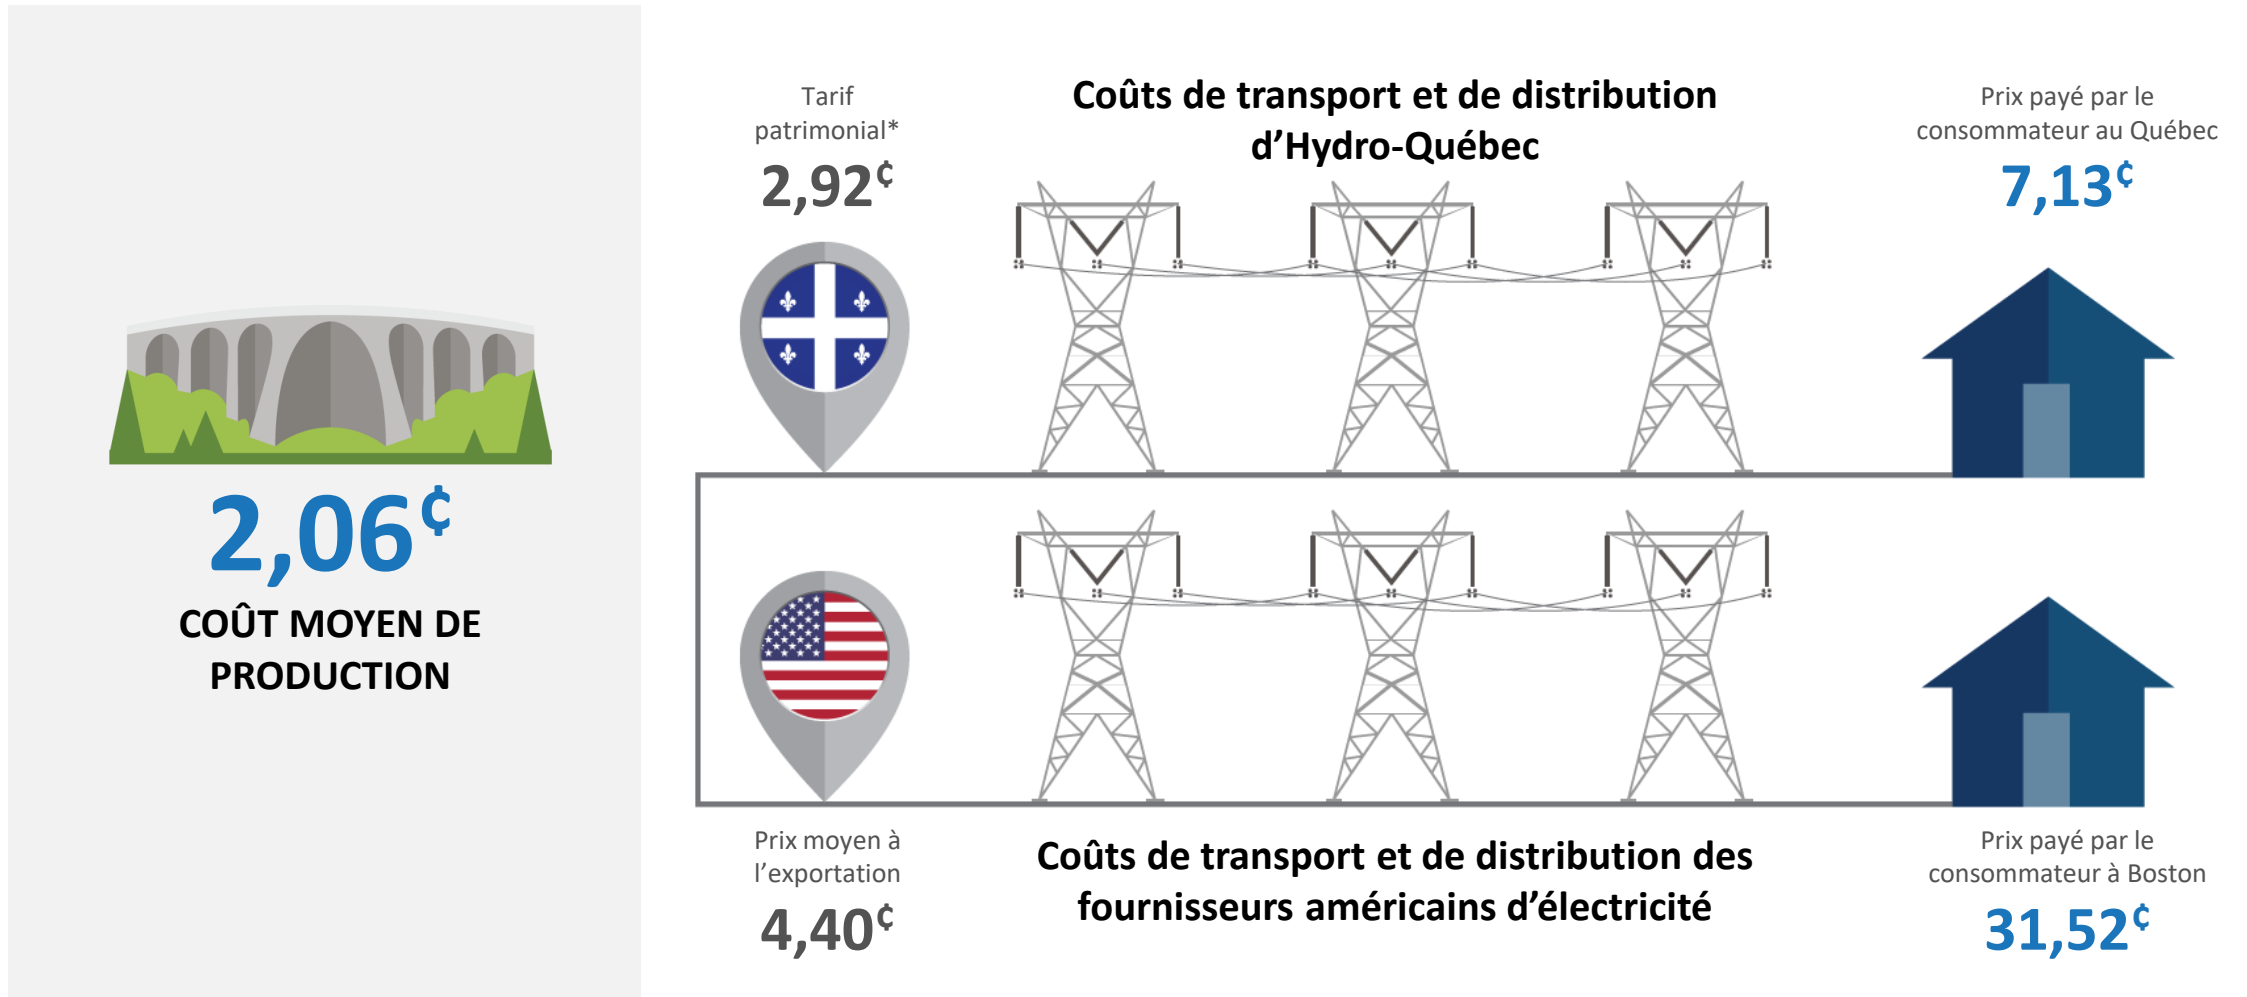 2,06¢
COÛT MOYEN DE
PRODUCTION
Tarif
patrimonial*
2,92¢
Coûts de transport et de distribution
d’Hydro-Québec
Prix payé par le
consommateur au Québec
7,13¢
Prix moyen à
l’exportation
4,40¢
Coûts de transport et de distribution des
fournisseurs américains d’électricité
Prix payé par le
consommateur à Boston
31,52¢